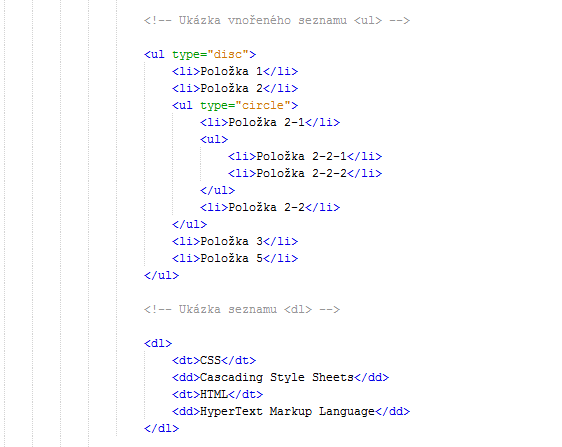 <!-- Ukázka vnořeného seznamu <ul> -->
<ul type="disc">
<li>Položka 1</li>
<li>Položka 2</li>
<ul type="circle">
<li>Položka 2-1</li>
<ul>
<li>Položka 2-2-1</li>
<li>Položka 2-2-2</li>
</ul>
<li>Položka 2-2</li>
</ul>
<li>Položka 3</li>
<li>Položka 5</li>
</ul>
<!-- Ukázka seznamu <dl> -->
<dl>
<dt>CSS</dt>
<dd>Cascading Style Sheets</dd>
<dt>HTML</dt>
<dd>HyperText Markup Language</dd>
</dl>